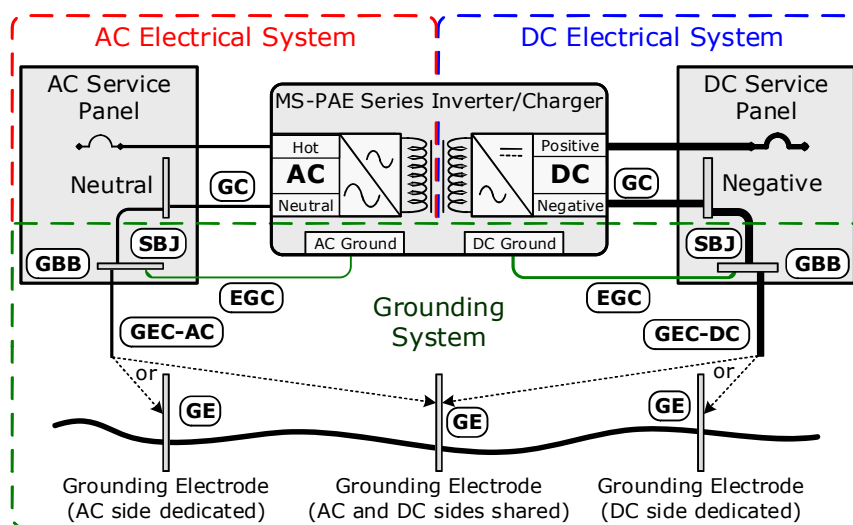 AC Electrical System
DC Electrical System
AC Service
Panel
MS-PAE Series Inverter/Charger
DC Service
Panel
Hot
AC
Neutral
Positive
DC
Negative
Neutral
GC
GC
Negative
SBJ
SBJ
AC Ground
DC Ground
GBB
GBB
EGC
EGC
Grounding
System
GEC-AC
GEC-DC
or
or
GE
GE
GE
Grounding Electrode
(AC side dedicated)
Grounding Electrode
(AC and DC sides shared)
Grounding Electrode
(DC side dedicated)